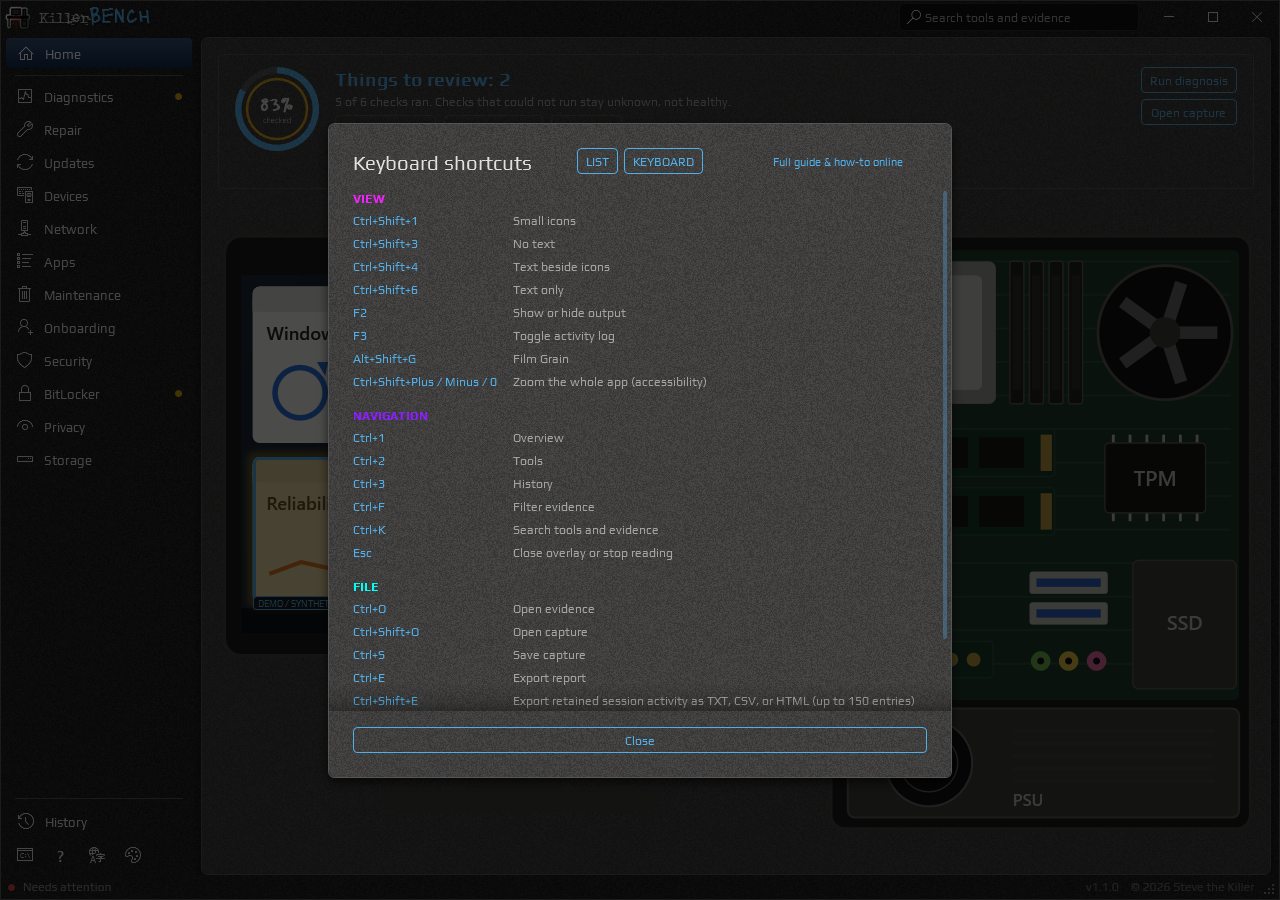 KillerBENCH
Search tools and evidence
Home
Diagnostics
Repair
Updates
Devices
Network
Apps
Maintenance
Onboarding
Security
BitLocker
Privacy
Storage
History
C:\
?
Needs attention
83%
checked
Things to review: 2
5 of 6 checks ran. Checks that could not run stay unknown, not healthy.
Run diagnosis
Open capture
Keyboard shortcuts
LIST
KEYBOARD
Full guide & how-to online
VIEW
Ctrl+Shift+1 Small icons
Ctrl+Shift+3 No text
Ctrl+Shift+4 Text beside icons
Ctrl+Shift+6 Text only
F2 Show or hide output
F3 Toggle activity log
Alt+Shift+G Film Grain
Ctrl+Shift+Plus / Minus / 0 Zoom the whole app (accessibility)
NAVIGATION
Ctrl+1 Overview
Ctrl+2 Tools
Ctrl+3 History
Ctrl+F Filter evidence
Ctrl+K Search tools and evidence
Esc Close overlay or stop reading
FILE
Ctrl+O Open evidence
Ctrl+Shift+O Open capture
Ctrl+S Save capture
Ctrl+E Export report
Ctrl+Shift+E Export retained session activity as TXT, CSV, or HTML (up to 150 entries)
Close
Window
Reliabil
DEMO / SYNTHET
TPM
SSD
PSU
v1.1.0 © 2026 Steve the Killer